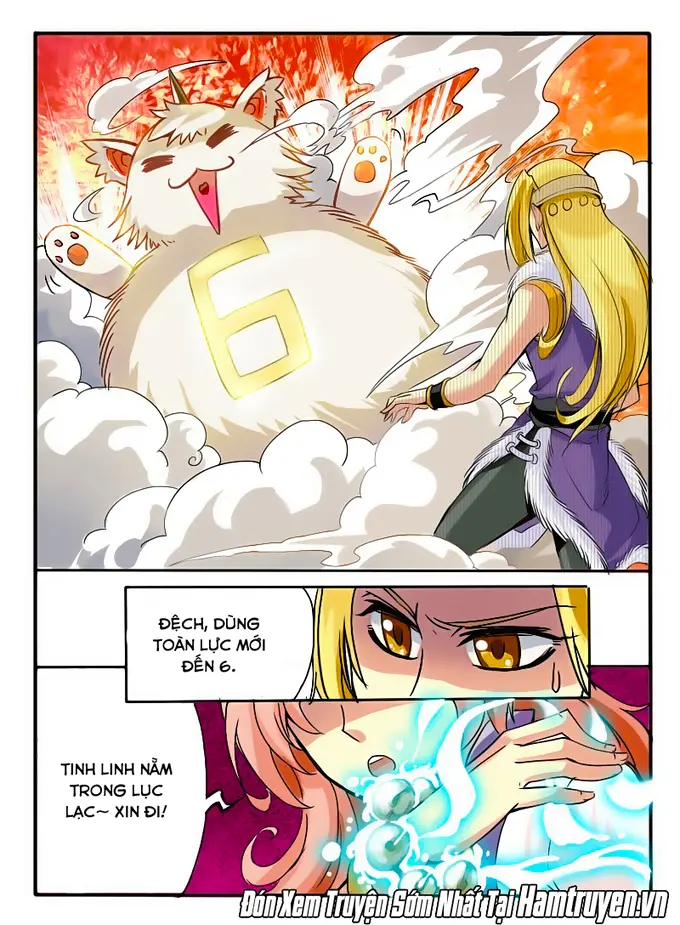 6
ĐỆCH, DÙNG
TOÀN LỰC MỚI
ĐẾN 6.
TINH LINH NẰM
TRONG LỤC
LẠC~ XIN ĐI!
Đón Xem Truyện Sớm Nhất Tại Hamtruyen.vn